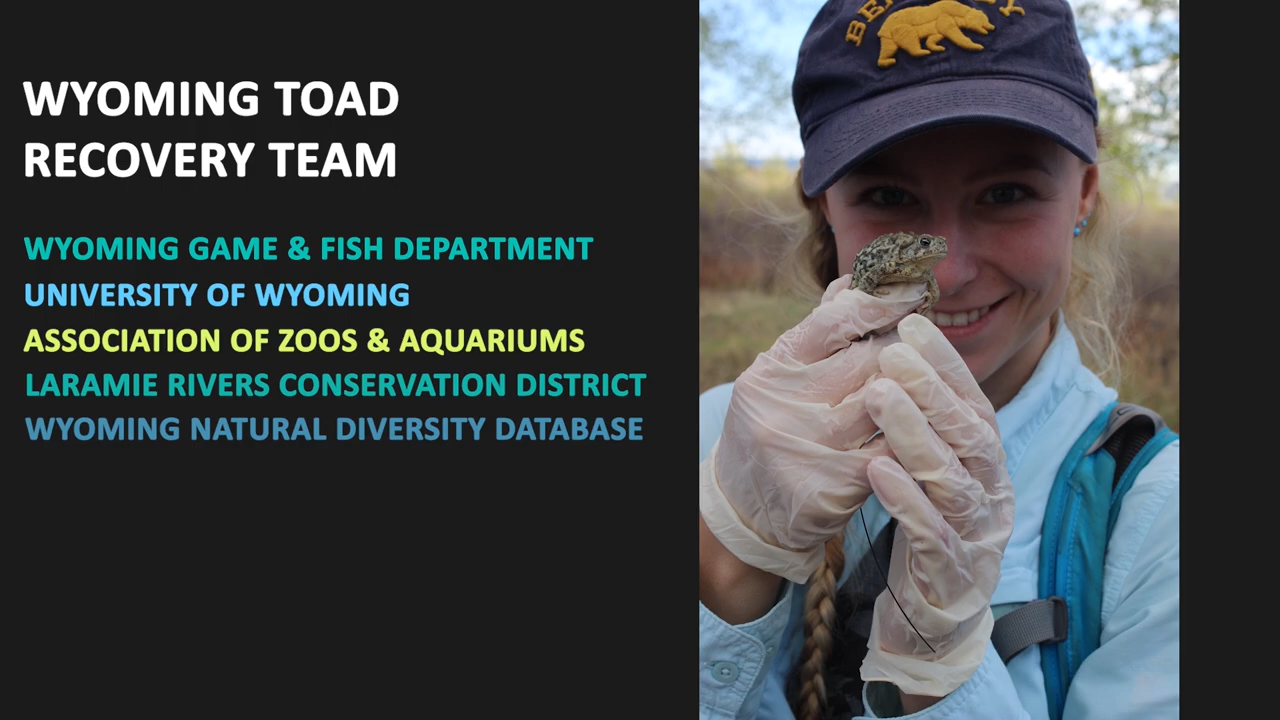 WYOMING TOAD
RECOVERY TEAM
WYOMING GAME & FISH DEPARTMENT
UNIVERSITY OF WYOMING
ASSOCIATION OF ZOOS & AQUARIUMS
LARAMIE RIVERS CONSERVATION DISTRICT
WYOMING NATURAL DIVERSITY DATABASE